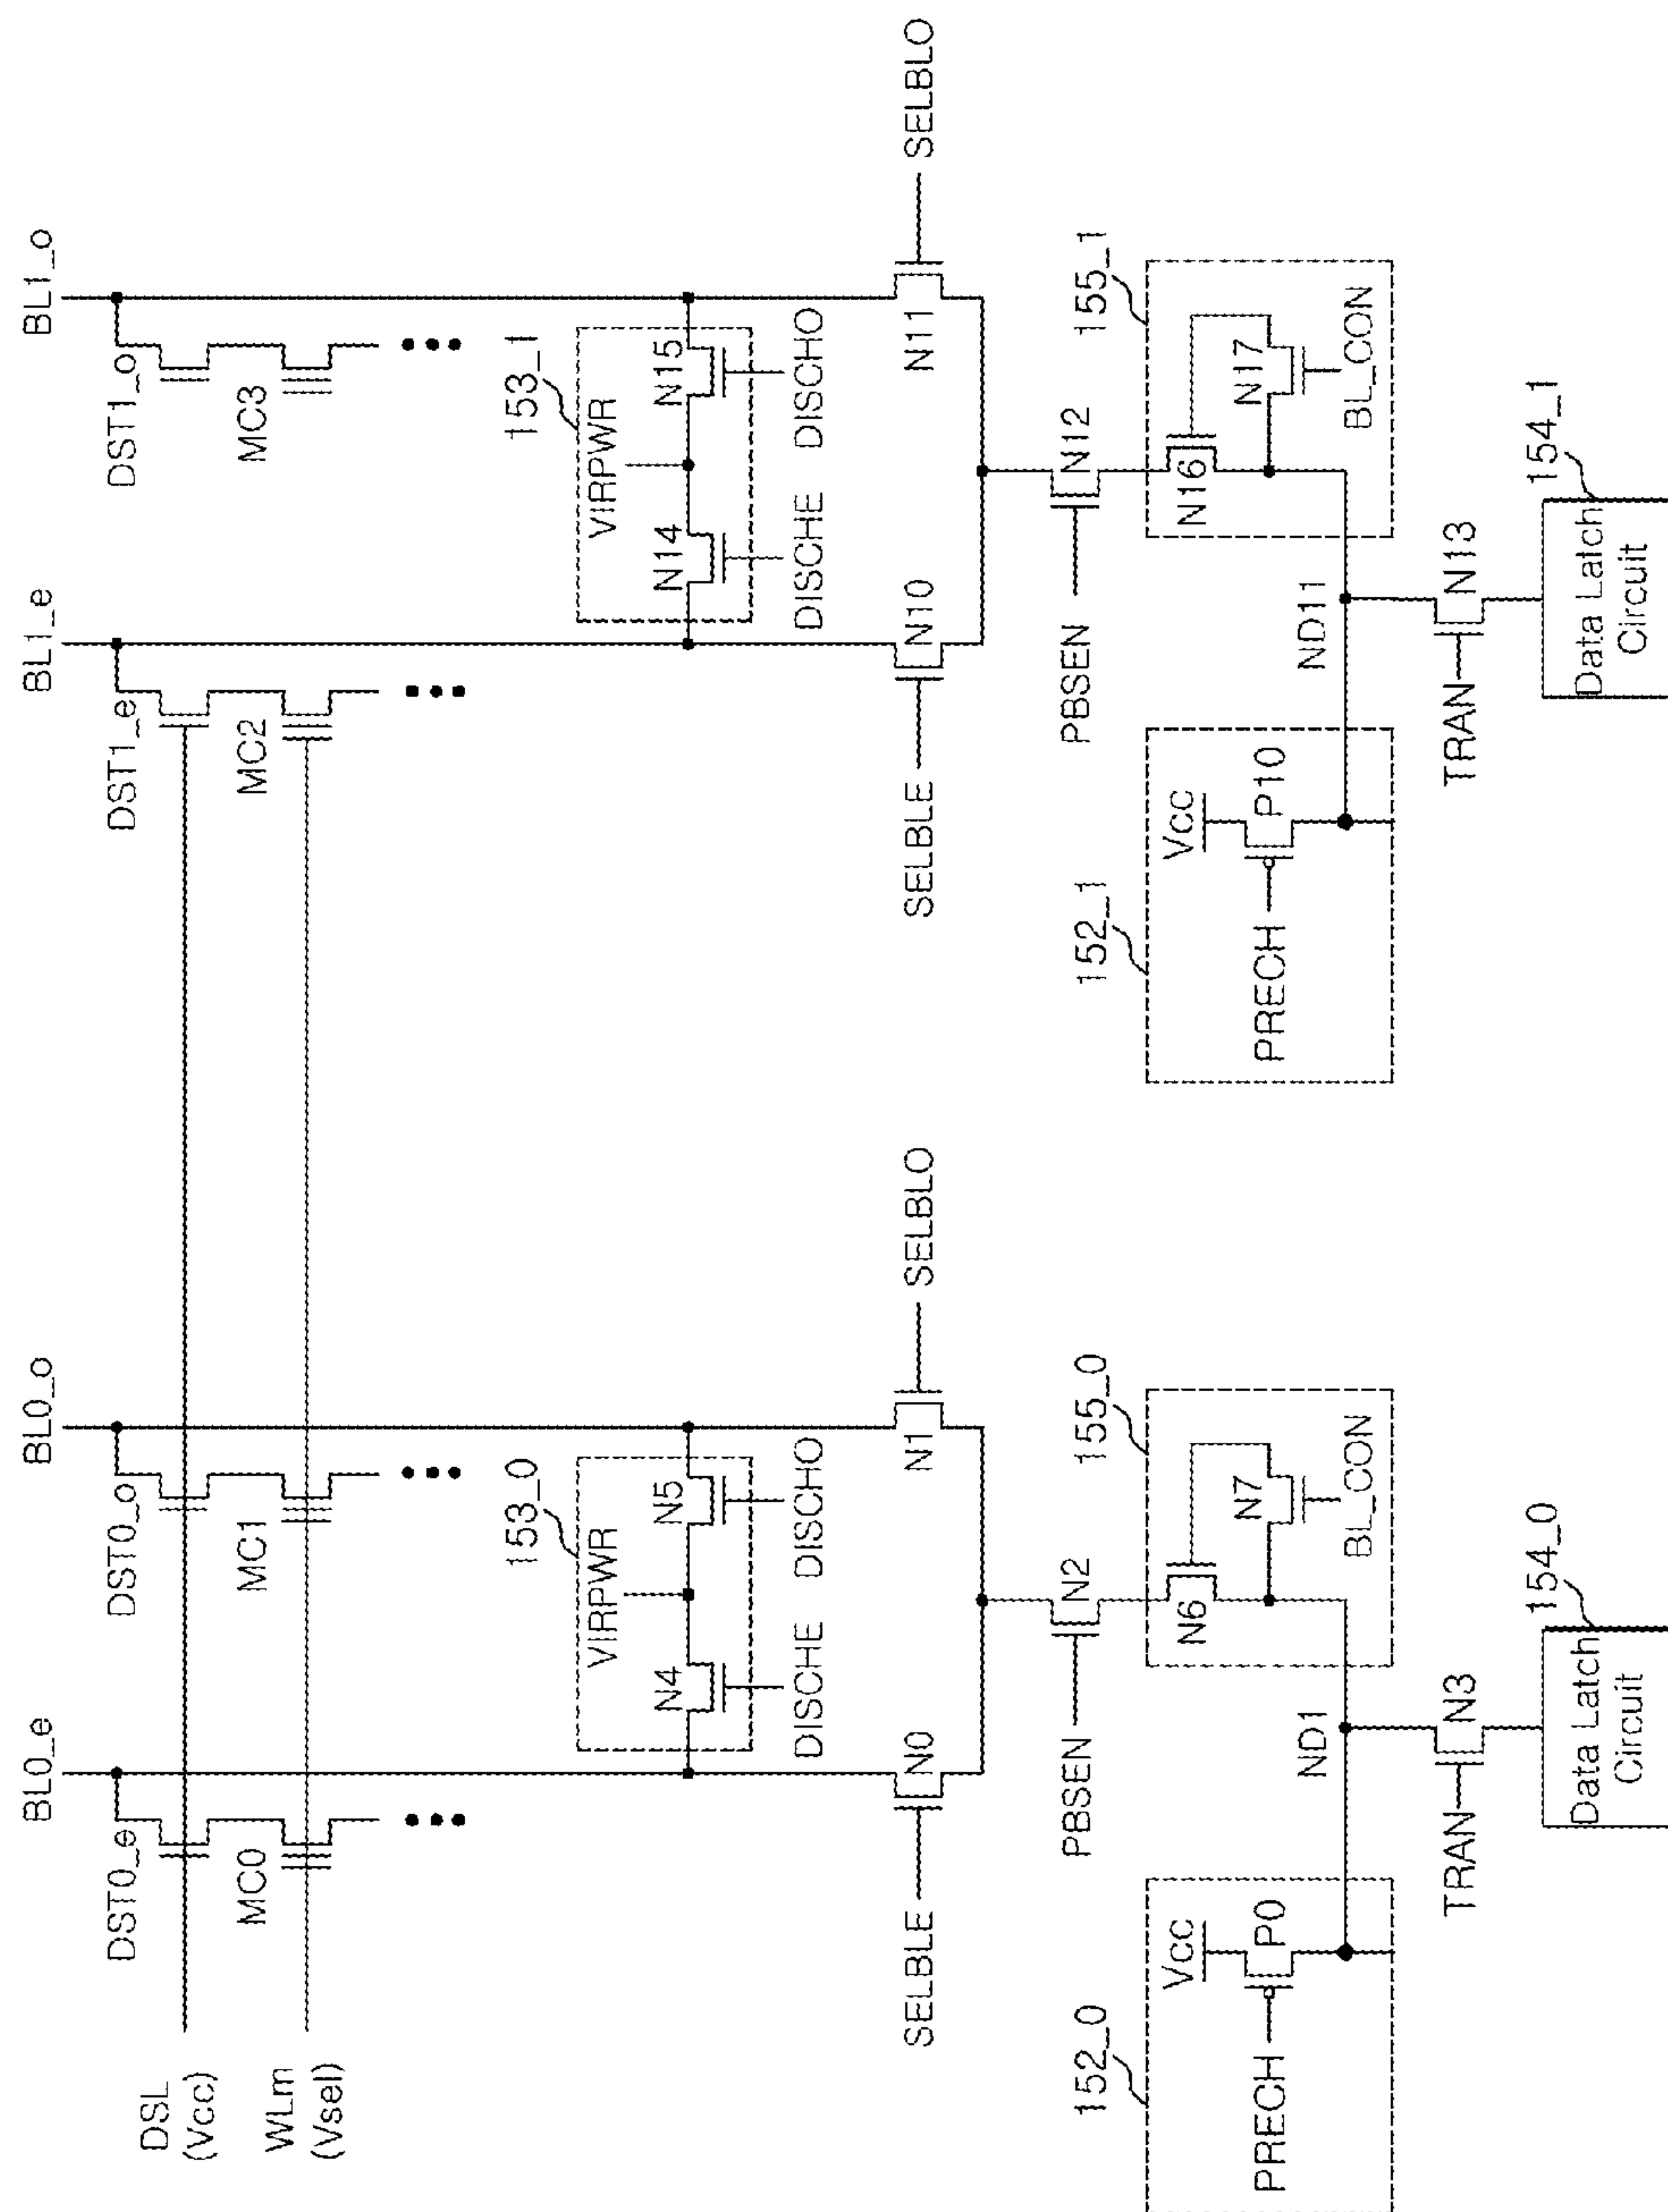 BL0_e
BL0_o
BL1_e
BL1_o
DST0_e
DST0_o
DST1_e
DST1_o
DSL
(Vcc)
MC0
MC1
MC2
MC3
WLm
(Vsel)
153_0
153_1
VIRPWR
VIRPWR
N4
N5
N14
N15
DISCHE
DISCHO
DISCHE
DISCHO
SELBLE
N0
N1
SELBLO
SELBLE
N10
N11
SELBLO
PBSEN
N2
PBSEN
N12
152_0
155_0
152_1
155_1
Vcc
N6
N7
Vcc
N16
N17
PRECH
P0
PRECH
P10
ND1
BL_CON
ND11
BL_CON
TRAN
N3
TRAN
N13
154_0
154_1
Data Latch
Circuit
Data Latch
Circuit